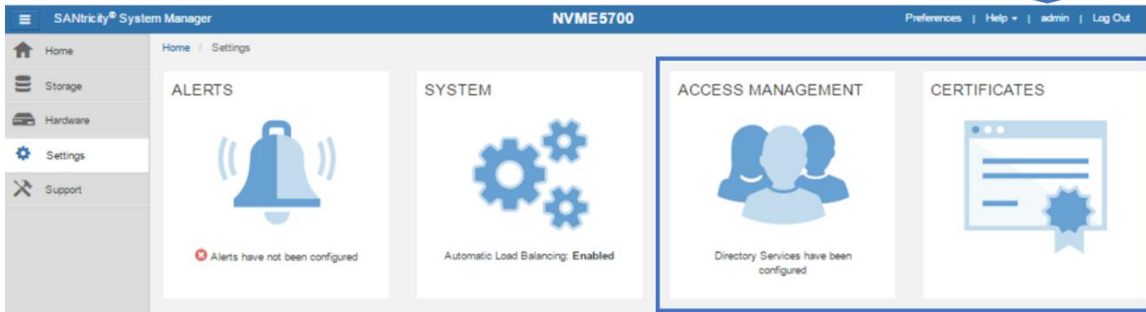 SANtricity® System Manager
NVME5700
Preferences | Help | admin | Log Out
Home
Storage
Hardware
Settings
Support
Home / Settings
ALERTS
Alerts have not been configured
SYSTEM
Automatic Load Balancing: Enabled
ACCESS MANAGEMENT
Directory Services have been
configured
CERTIFICATES